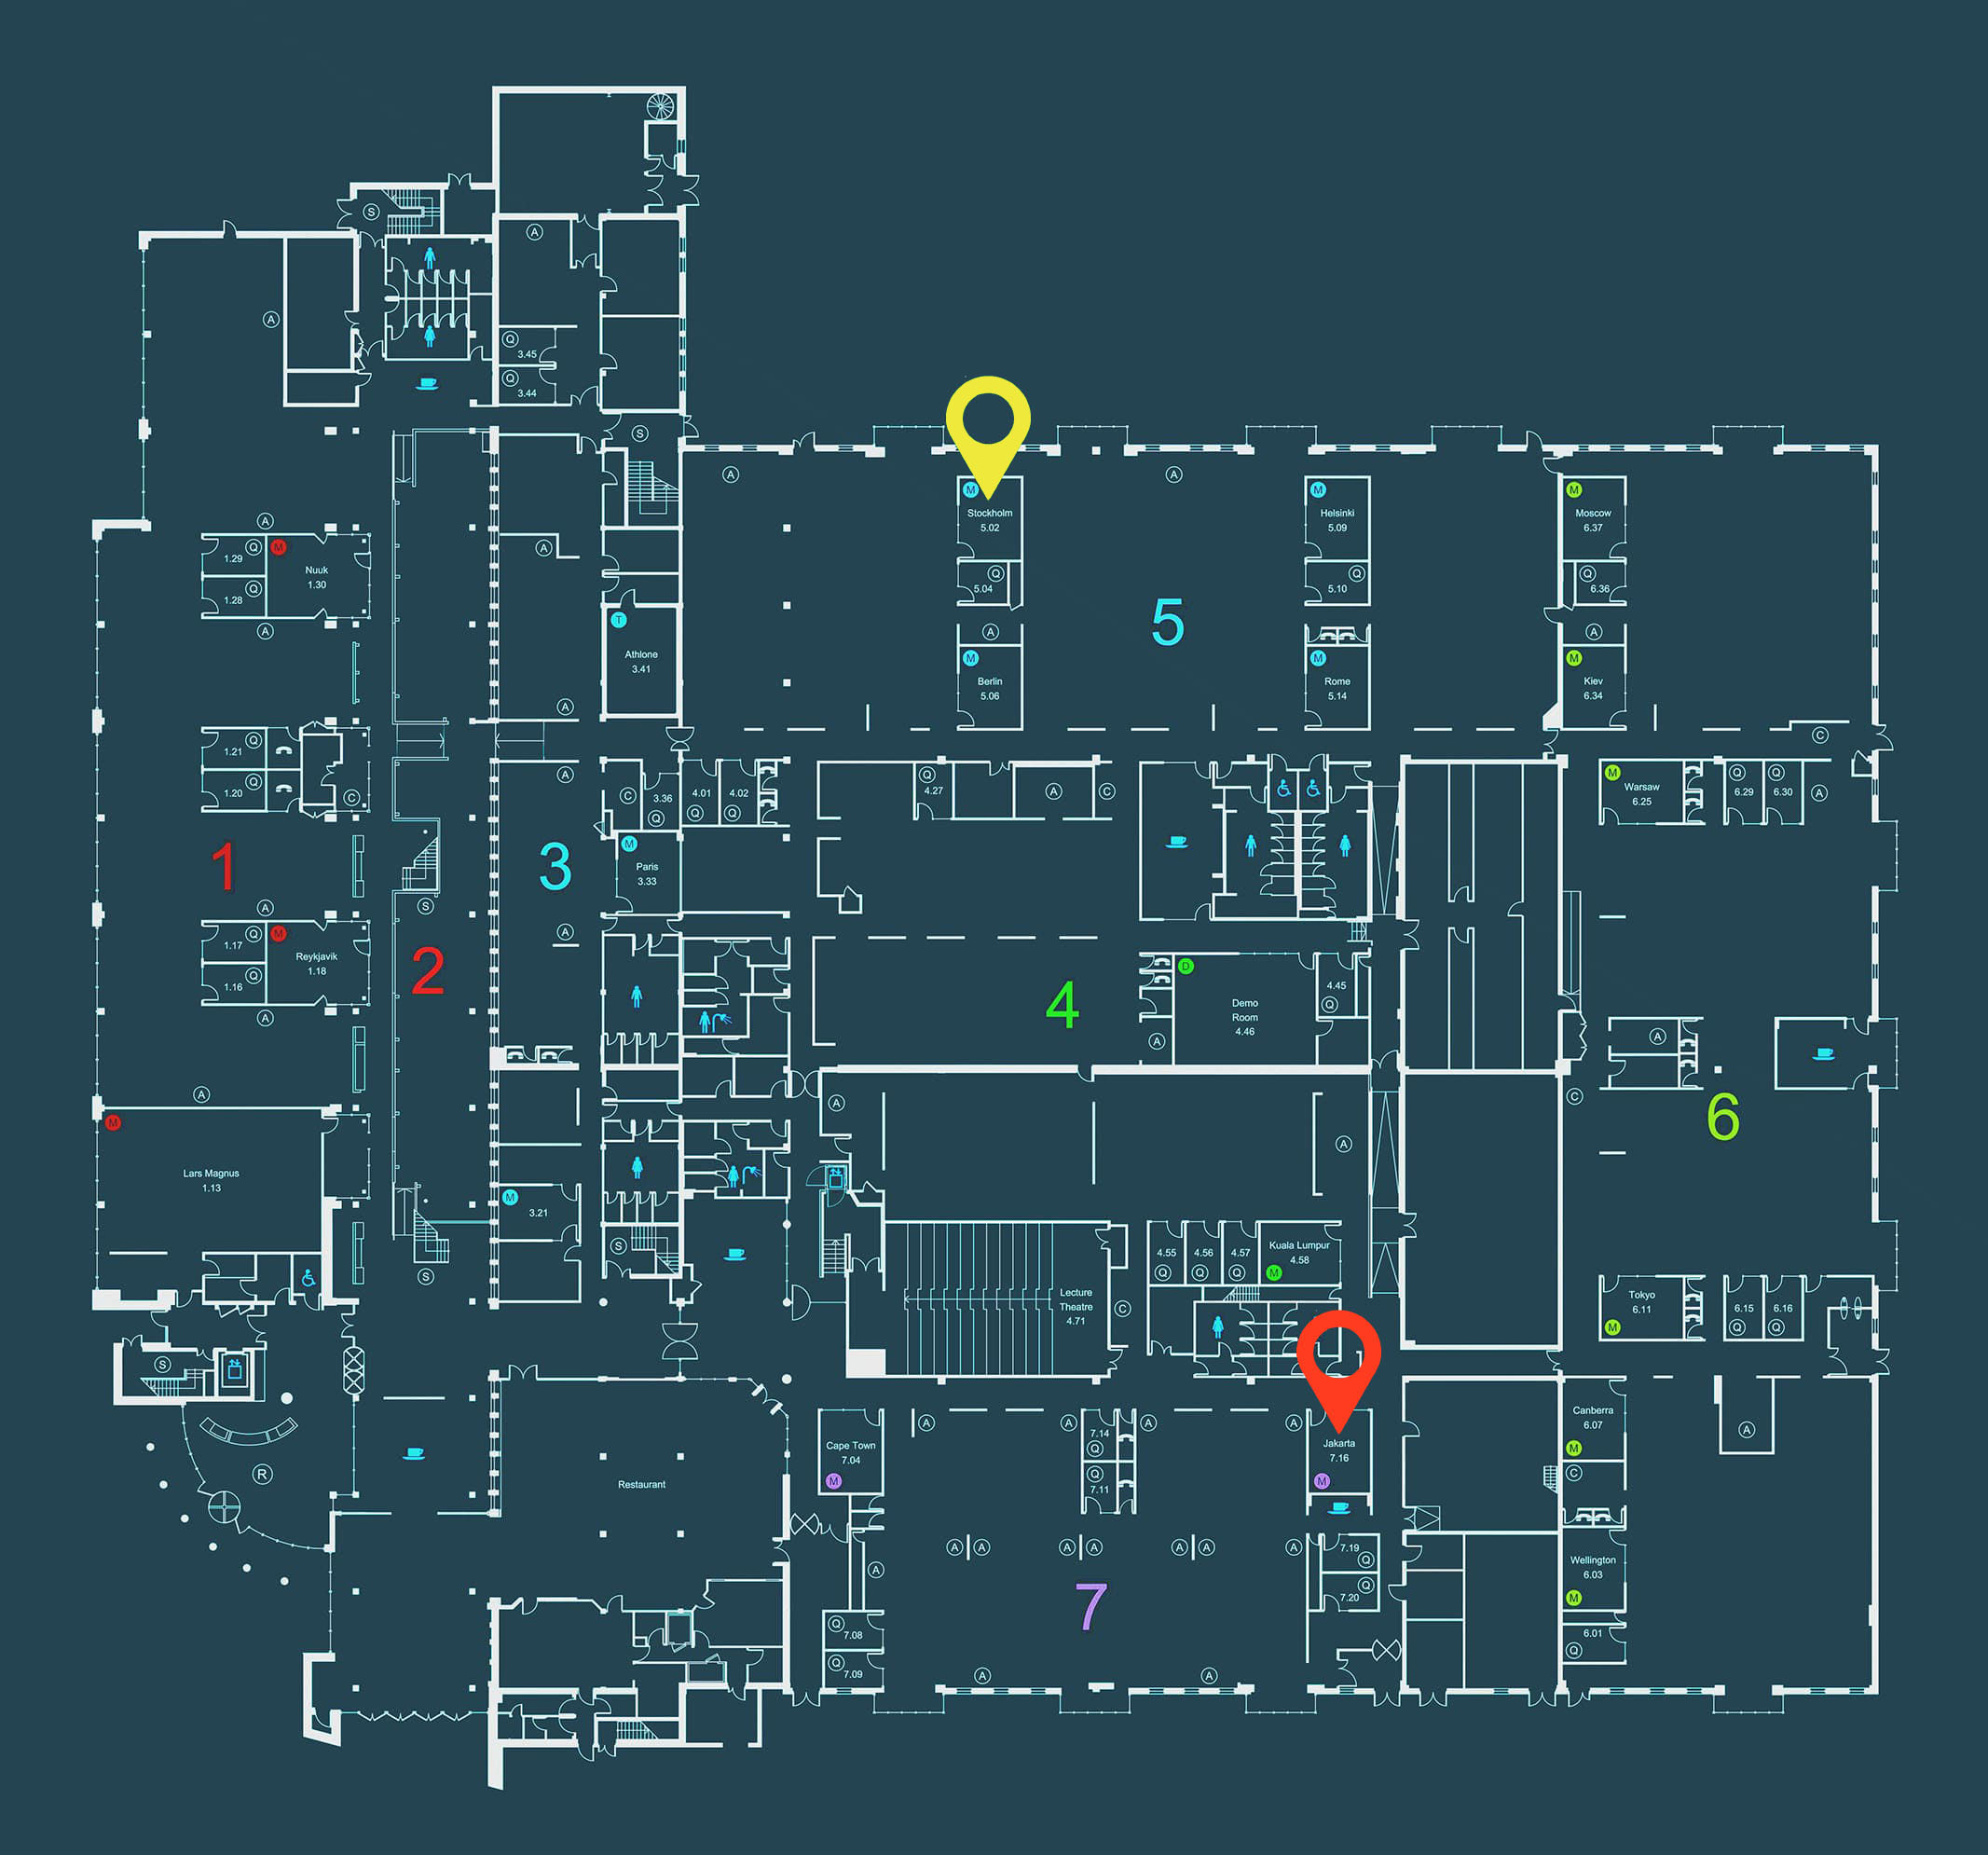 S
A
A
Q
3.45
Q
3.44
S
A
A
M
Stockholm
5.02
M
Helsinki
5.09
M
Moscow
6.37
A
A
Q
1.29
M
Nuuk
1.30
Q
1.28
A
Q
5.04
Q
5.10
Q
6.36
T
Athlone
3.41
5
A
A
M
Berlin
5.06
M
Rome
5.14
M
Kiev
6.34
A
C
Q
1.21
Q
1.20
C
A
C
3.36
Q
4.01
Q
4.02
Q
Q
4.27
A
C
M
Warsaw
6.25
Q
6.29
Q
6.30
A
1
3
M
Paris
3.33
A
S
A
Q
1.17
M
Reykjavik
1.18
Q
1.16
A
2
4
D
Demo
Room
4.46
4.45
Q
A
A
C
6
A
M
Lars Magnus
1.13
A
A
M
3.21
S
S
4.55
Q
4.56
Q
4.57
Q
Kuala Lumpur
4.58
M
Lecture
Theatre
4.71
C
Tokyo
6.11
M
6.15
Q
6.16
Q
S
R
Restaurant
Cape Town
7.04
M
A
A
7.14
Q
Q
7.11
A
A
Jakarta
7.16
M
Canberra
6.07
M
C
A
A
A
A
A
A
A
A
A
7.19
Q
Q
7.20
Wellington
6.03
M
7
Q
7.08
Q
7.09
A
A
6.01
Q